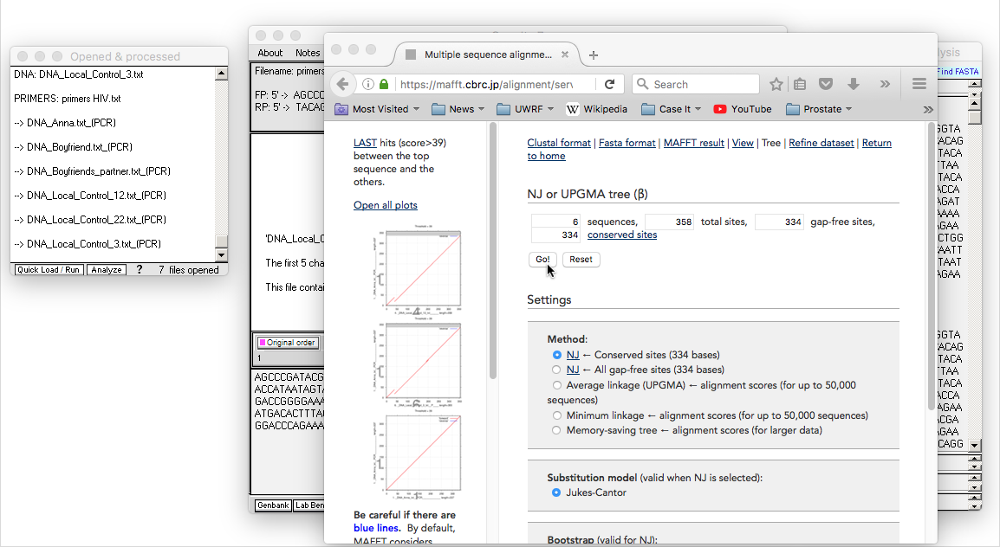 Opened & processed
DNA: DNA_Local_Control_3.txt
PRIMERS: primers HIV.txt
--> DNA_Anna.txt_(PCR)
--> DNA_Boyfriend.txt_(PCR)
--> DNA_Boyfriends_partner.txt_(PCR)
--> DNA_Local_Control_12.txt_(PCR)
--> DNA_Local_Control_22.txt_(PCR)
--> DNA_Local_Control_3.txt_(PCR)
Quick Load / Run Analyze ? 7 files opened
About Notes
Filename: primers
FP: 5' -> AGCCC
RP: 5' -> TACAG
'DNA_Local_C
The first 5 cha
This file contai
Original order
1
AGCCCGATACG
ACCATAATAGTA
GACCGGGGAAA
ATGACACTTTAC
GGACCCAGAAA
Genbank Lab Ben
Multiple sequence alignme...
https://mafft.cbrc.jp/alignment/serv
Search
Most Visited News UWRF Wikipedia Case It YouTube Prostate
LAST hits (score>39)
between the top
sequence and the
others.
Open all plots
Be careful if there are
blue lines. By default,
MAFFT considers
Clustal format | Fasta format | MAFFT result | View | Tree | Refine dataset | Return
to home
NJ or UPGMA tree (β)
6 sequences, 358 total sites, 334 gap-free sites,
334 conserved sites
Go! Reset
Settings
Method:
NJ ← Conserved sites (334 bases)
NJ ← All gap-free sites (334 bases)
Average linkage (UPGMA) ← alignment scores (for up to 50,000
sequences)
Minimum linkage ← alignment scores (for up to 50,000 sequences)
Memory-saving tree ← alignment scores (for larger data)
Substitution model (valid when NJ is selected):
Jukes-Cantor
Bootstrap (valid for NJ):
lysis
Find FASTA
GGTA
ACAG
TACA
TTAA
TACA
ACCA
AGAT
AAAA
AGAA
CTGG
AATT
TAAT
AGAA
GGTA
ACAG
TACA
TTAA
TACA
ACCA
AGAA
ACGA
AGAA
CAGG